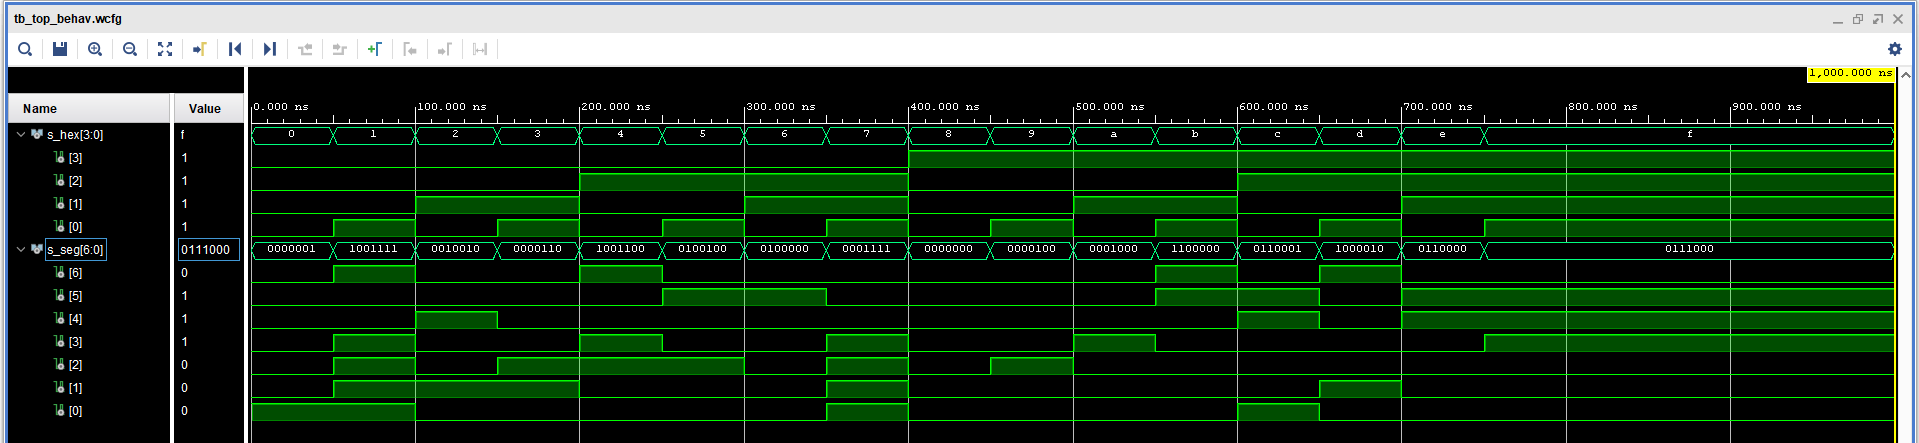 tb_top_behav.wcfg
1,000.000 ns
Name Value
0.000 ns 100.000 ns 200.000 ns 300.000 ns 400.000 ns 500.000 ns 600.000 ns 700.000 ns 800.000 ns 900.000 ns
s_hex[3:0] f 0 1 2 3 4 5 6 7 8 9 a b c d e f
[3] 1
[2] 1
[1] 1
[0] 1
s_seg[6:0] 0111000 0000001 1001111 0010010 0000110 1001100 0100100 0100000 0001111 0000000 0000100 0001000 1100000 0110001 1000010 0110000 0111000
[6] 0
[5] 1
[4] 1
[3] 1
[2] 0
[1] 0
[0] 0